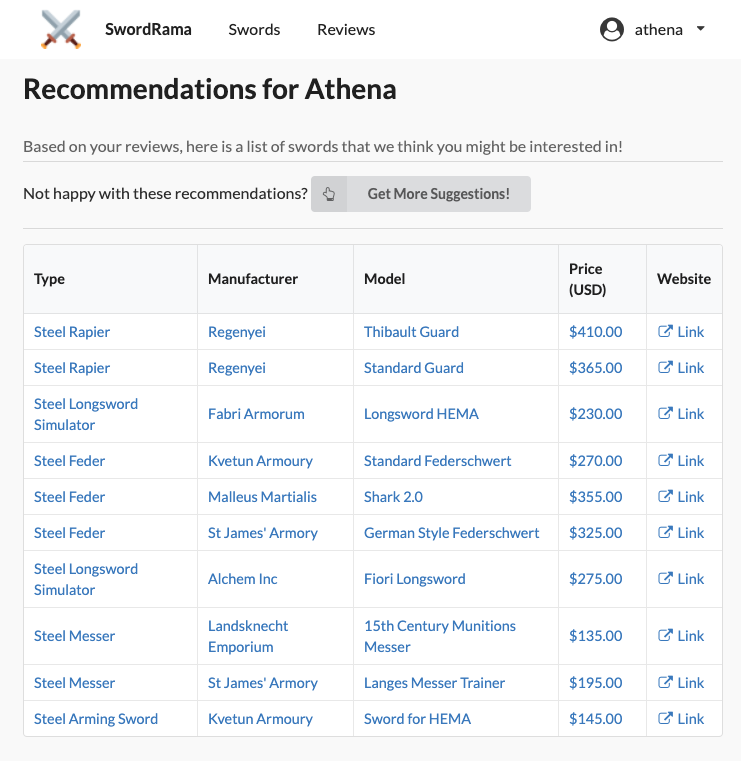 SwordRama Swords Reviews athena
Recommendations for Athena
Based on your reviews, here is a list of swords that we think you might be interested in!
Not happy with these recommendations? Get More Suggestions!
Type Manufacturer Model Price (USD) Website
Steel Rapier Regenyei Thibault Guard $410.00 Link
Steel Rapier Regenyei Standard Guard $365.00 Link
Steel Longsword Simulator Fabri Armorum Longsword HEMA $230.00 Link
Steel Feder Kvetun Armoury Standard Federschwert $270.00 Link
Steel Feder Malleus Martialis Shark 2.0 $355.00 Link
Steel Feder St James' Armory German Style Federschwert $325.00 Link
Steel Longsword Simulator Alchem Inc Fiori Longsword $275.00 Link
Steel Messer Landsknecht Emporium 15th Century Munitions Messer $135.00 Link
Steel Messer St James' Armory Langes Messer Trainer $195.00 Link
Steel Arming Sword Kvetun Armoury Sword for HEMA $145.00 Link